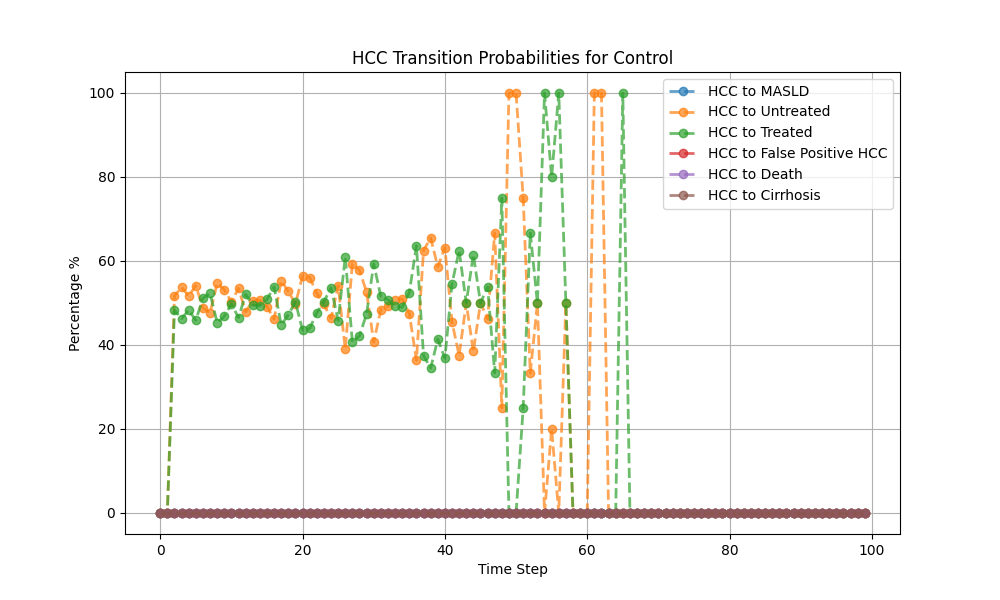 HCC Transition Probabilities for Control
HCC to MASLD
HCC to Untreated
HCC to Treated
HCC to False Positive HCC
HCC to Death
HCC to Cirrhosis
Percentage %
100
80
60
40
20
0
0 20 40 60 80 100
Time Step